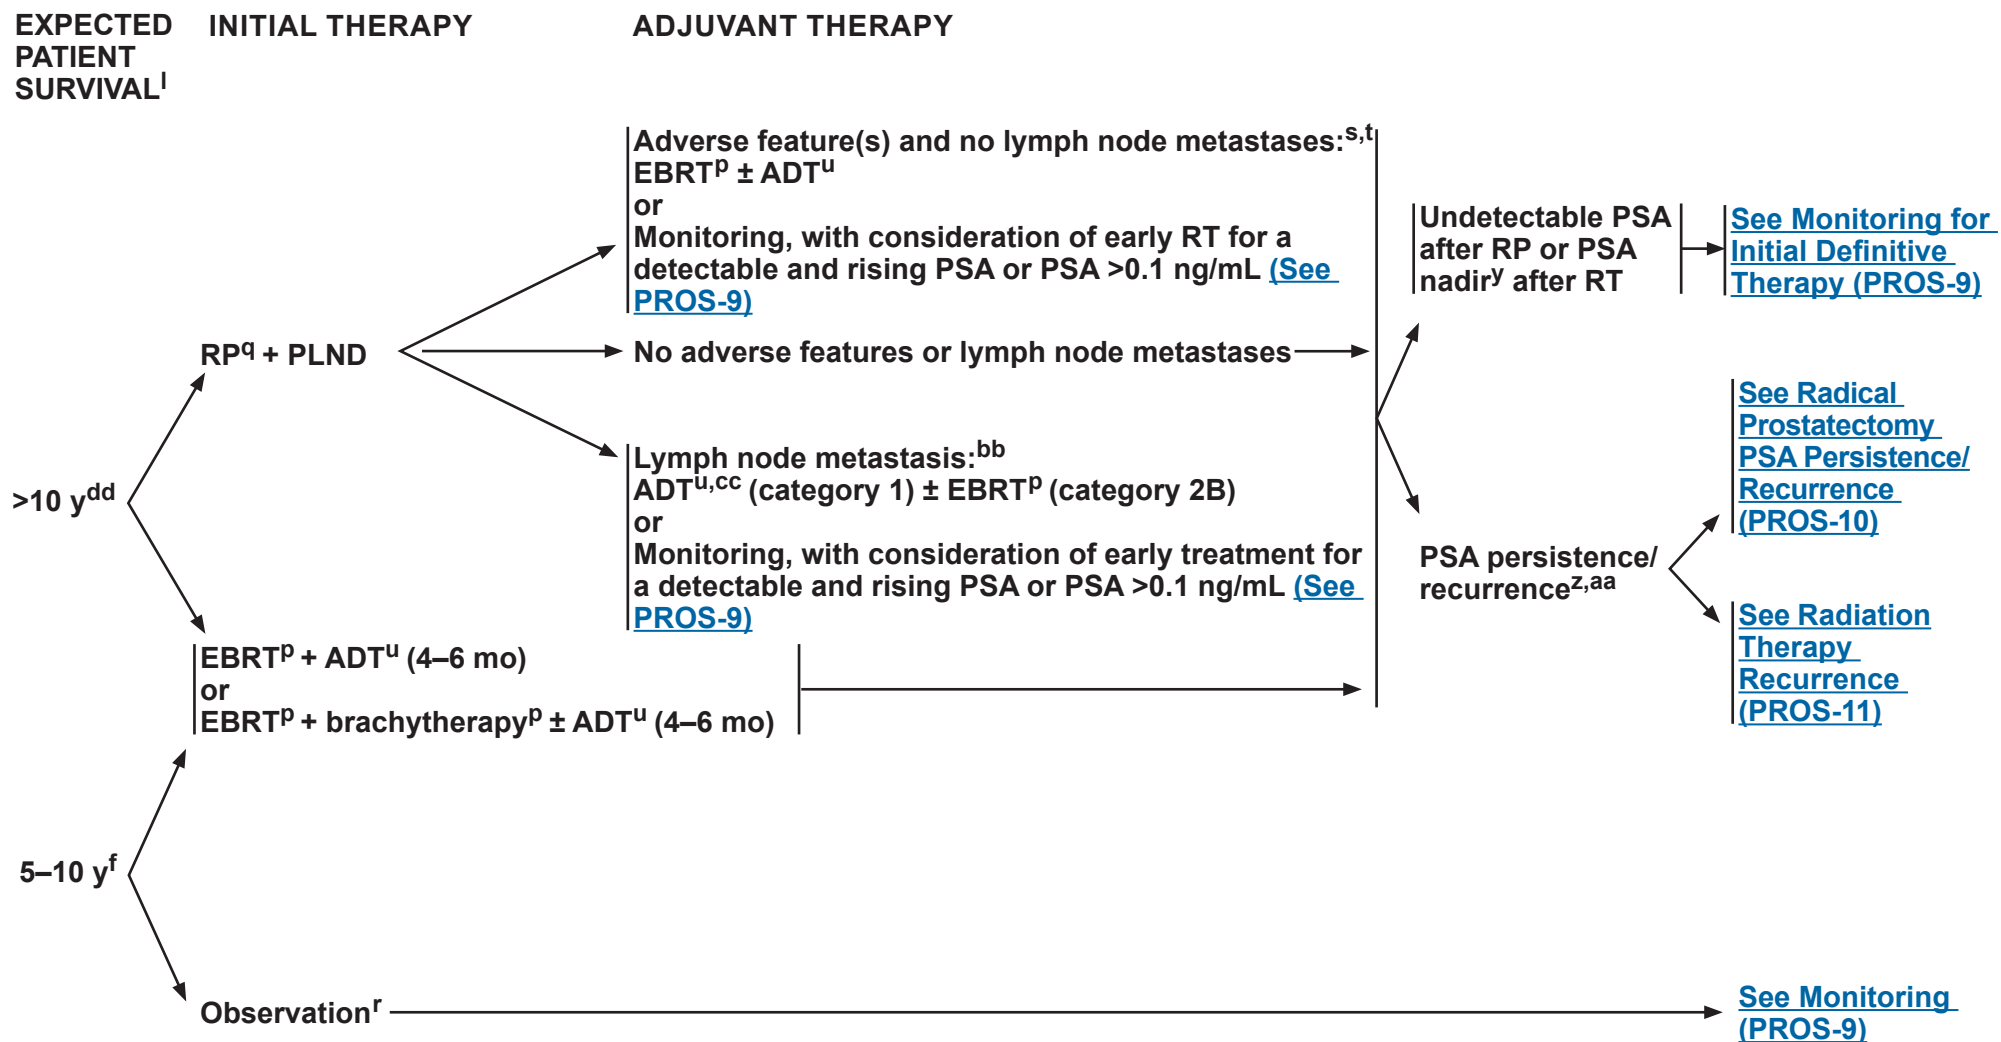 EXPECTED
PATIENT
SURVIVALl
INITIAL THERAPY
ADJUVANT THERAPY
Adverse feature(s) and no lymph node metastases:s,t
EBRTp ± ADTu
or
Monitoring, with consideration of early RT for a
detectable and rising PSA or PSA >0.1 ng/mL (See
PROS-9)
Undetectable PSA
after RP or PSA
nadiry after RT
See Monitoring for
Initial Definitive
Therapy (PROS-9)
RPq + PLND
No adverse features or lymph node metastases
See Radical
Prostatectomy
PSA Persistence/
Recurrence
(PROS-10)
>10 ydd
Lymph node metastasis:bb
ADTu,cc (category 1) ± EBRTp (category 2B)
or
Monitoring, with consideration of early treatment for
a detectable and rising PSA or PSA >0.1 ng/mL (See
PROS-9)
PSA persistence/
recurrencez,aa
See Radiation
Therapy
Recurrence
(PROS-11)
EBRTp + ADTu (4–6 mo)
or
EBRTp + brachytherapyp ± ADTu (4–6 mo)
5–10 yf
Observationr
See Monitoring
(PROS-9)